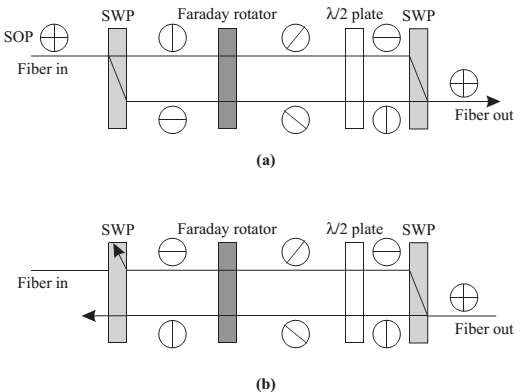 SWP Faraday rotator λ/2 plate SWP
SOP
Fiber in
Fiber out
(a)
SWP Faraday rotator λ/2 plate SWP
Fiber in
Fiber out
(b)